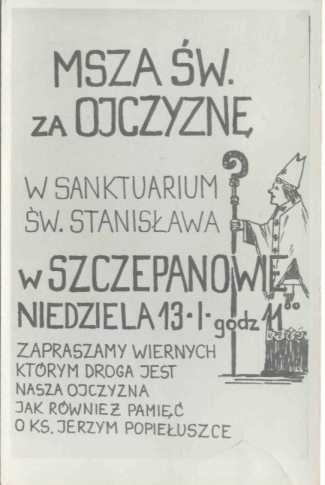 MSZA ŚW.
ZA OJCZYZNĘ
W SANKTUARIUM
ŚW. STANISŁAWA
W SZCZEPANOWIE
NIEDZIELA 13·I· godz 11⁰⁰
ZAPRASZAMY WIERNYCH
KTÓRYM DROGA JEST
NASZA OJCZYZNA
JAK RÓWNIEŻ PAMIĘĆ
O KS. JERZYM POPIEŁUSZCE